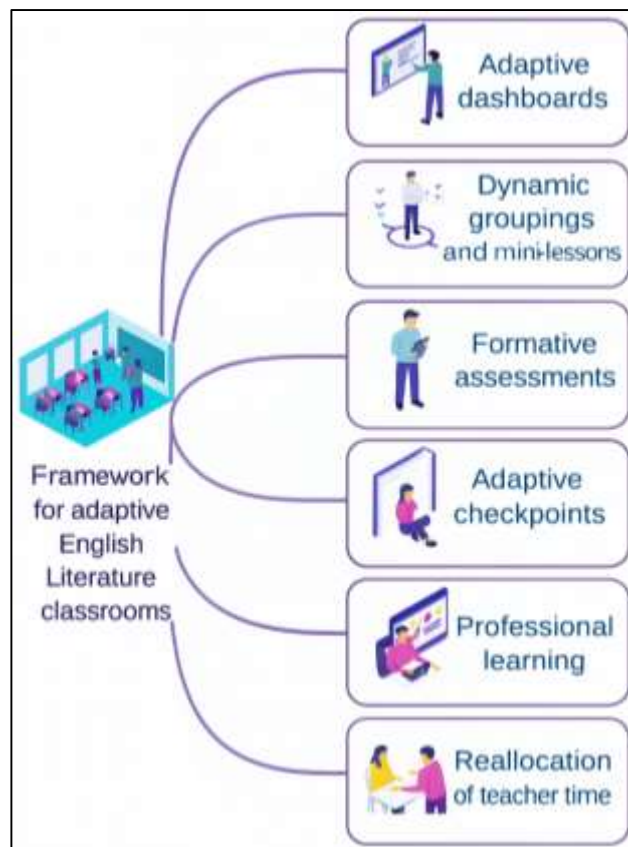 Adaptive
dashboards
Dynamic
groupings
and mini-lessons
Formative
assessments
Framework
for adaptive
English
Literature
classrooms
Adaptive
checkpoints
Professional
learning
Reallocation
of teacher time